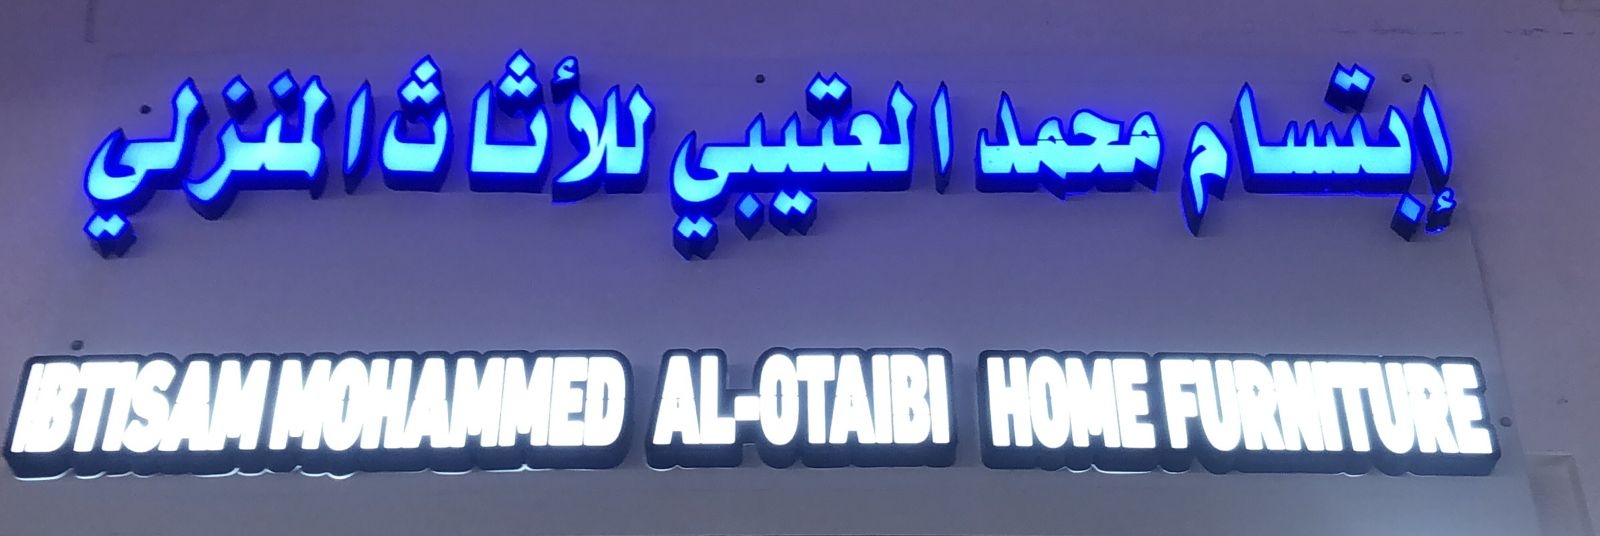 إبتسام محمد العتيبي للأثاث المنزلي
IBTISAM MOHAMMED AL-OTAIBI HOME FURNITURE